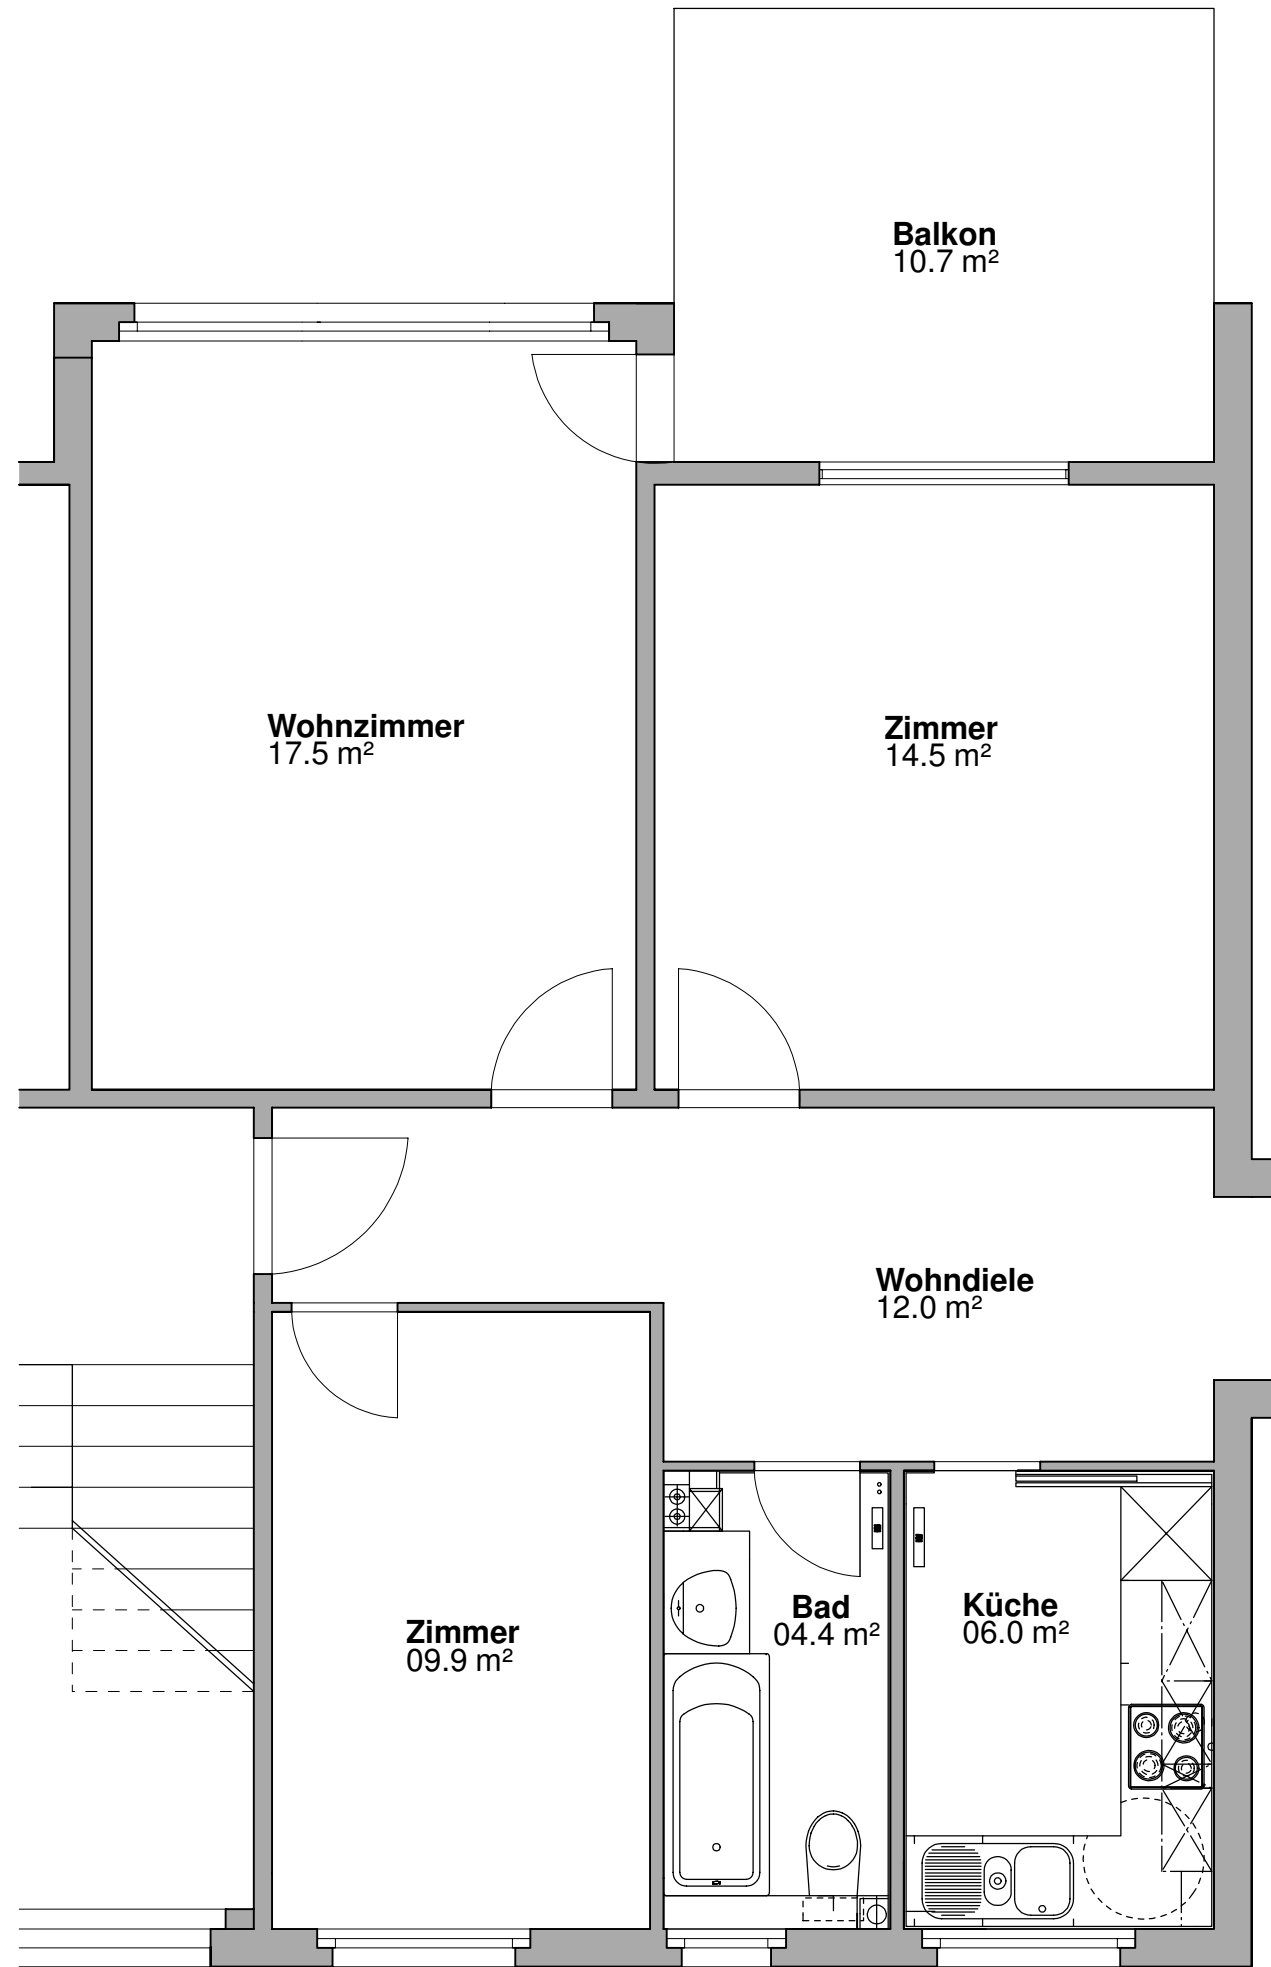 Balkon
10.7 m²
Wohnzimmer
17.5 m²
Zimmer
14.5 m²
Wohndiele
12.0 m²
Zimmer
09.9 m²
Bad
04.4 m²
Küche
06.0 m²